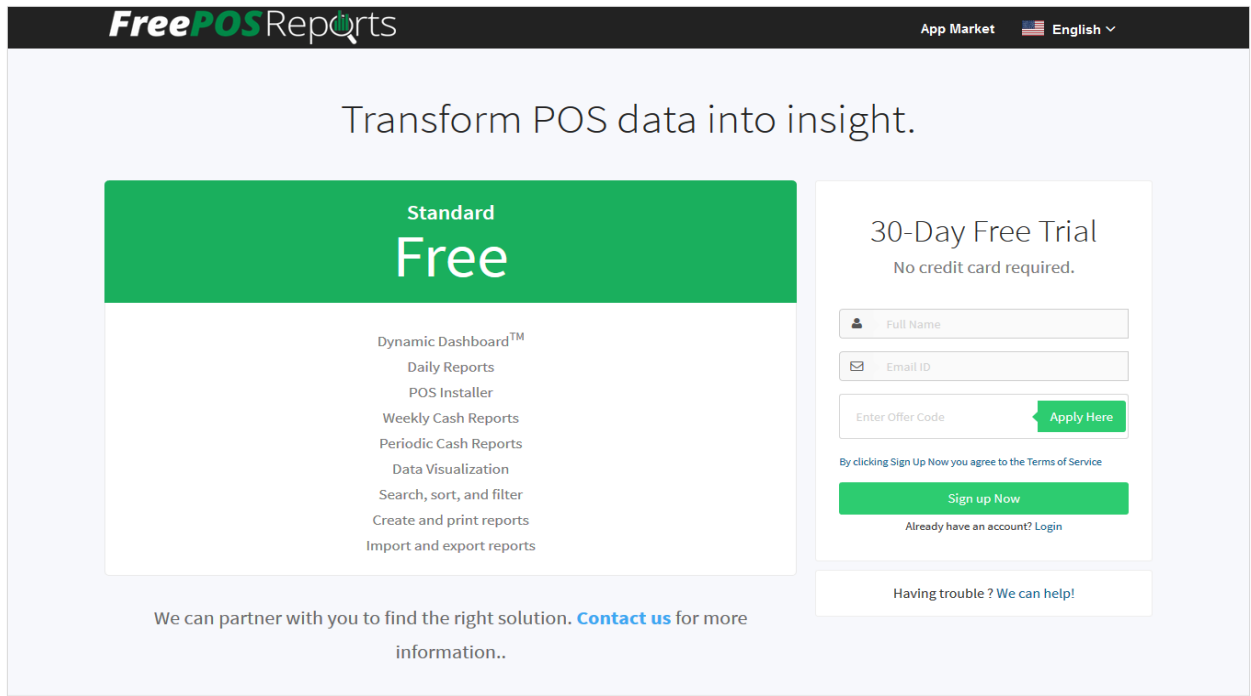 FreePOSReports
App Market
English
Transform POS data into insight.
Standard
Free
Dynamic Dashboard™
Daily Reports
POS Installer
Weekly Cash Reports
Periodic Cash Reports
Data Visualization
Search, sort, and filter
Create and print reports
Import and export reports
We can partner with you to find the right solution. Contact us for more
information..
30-Day Free Trial
No credit card required.
Full Name
Email ID
Enter Offer Code
Apply Here
By clicking Sign Up Now you agree to the Terms of Service
Sign up Now
Already have an account? Login
Having trouble ? We can help!